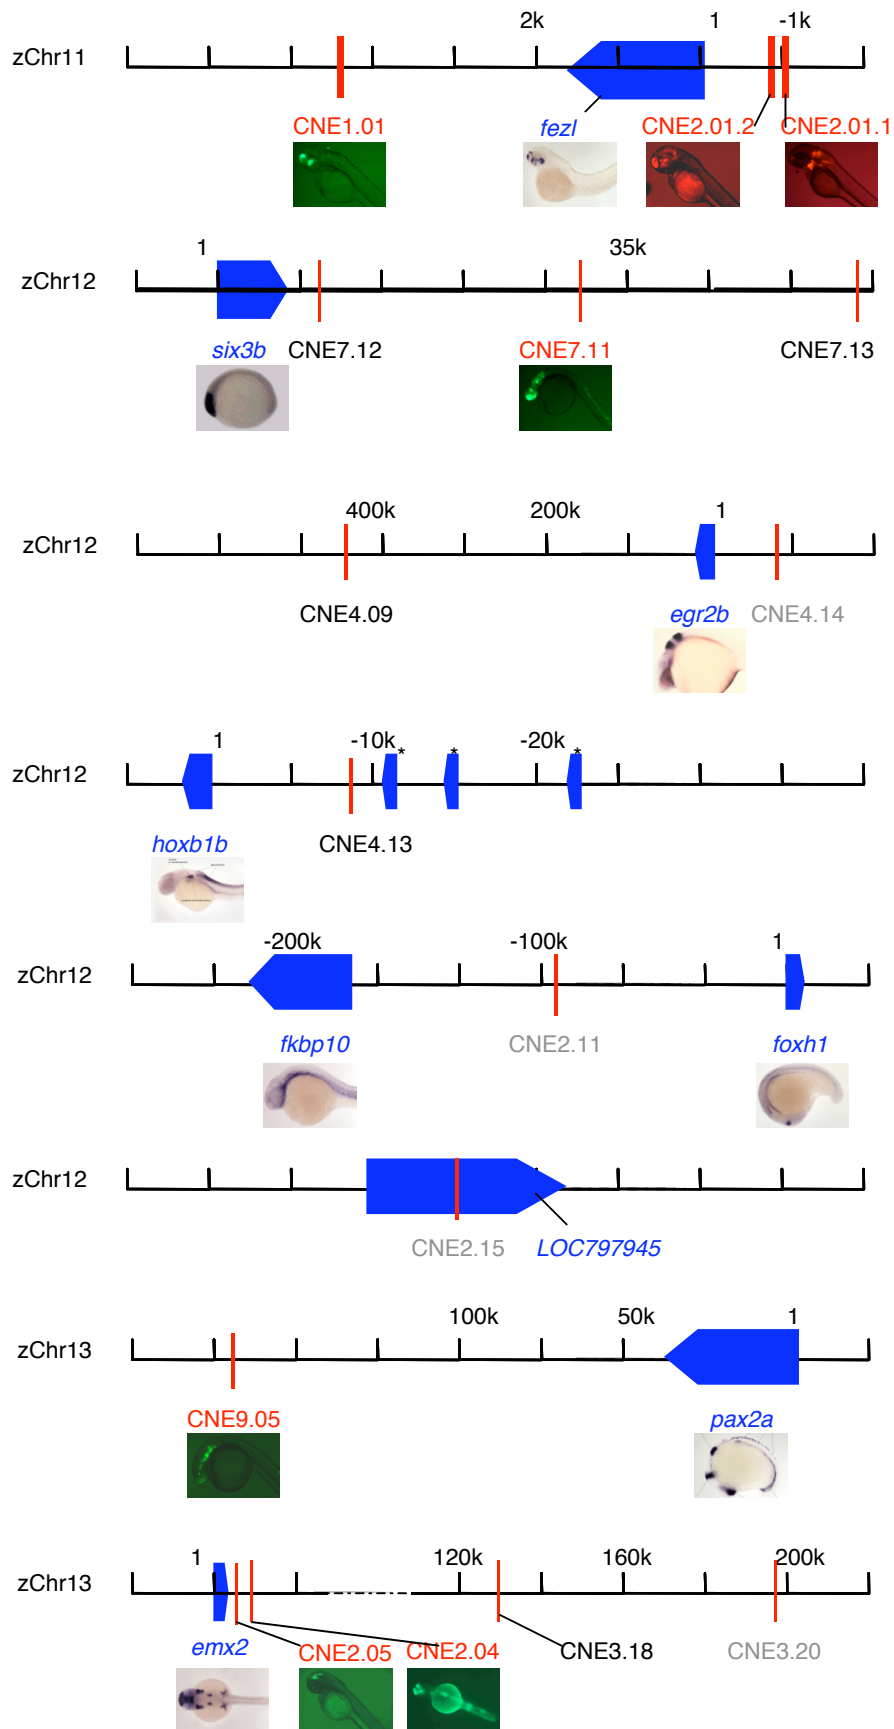 2k 1 -1k
zChr11
CNE1.01 fezl CNE2.01.2 CNE2.01.1
1 35k
zChr12
six3b CNE7.12 CNE7.11 CNE7.13
400k 200k 1
zChr12
CNE4.09 egr2b CNE4.14
1 -10k * * -20k *
zChr12
hoxb1b CNE4.13
-200k -100k 1
zChr12
fkbp10 CNE2.11 foxh1
zChr12
CNE2.15 LOC797945
100k 50k 1
zChr13
CNE9.05 pax2a
1 120k 160k 200k
zChr13
emx2 CNE2.05 CNE2.04 CNE3.18 CNE3.20